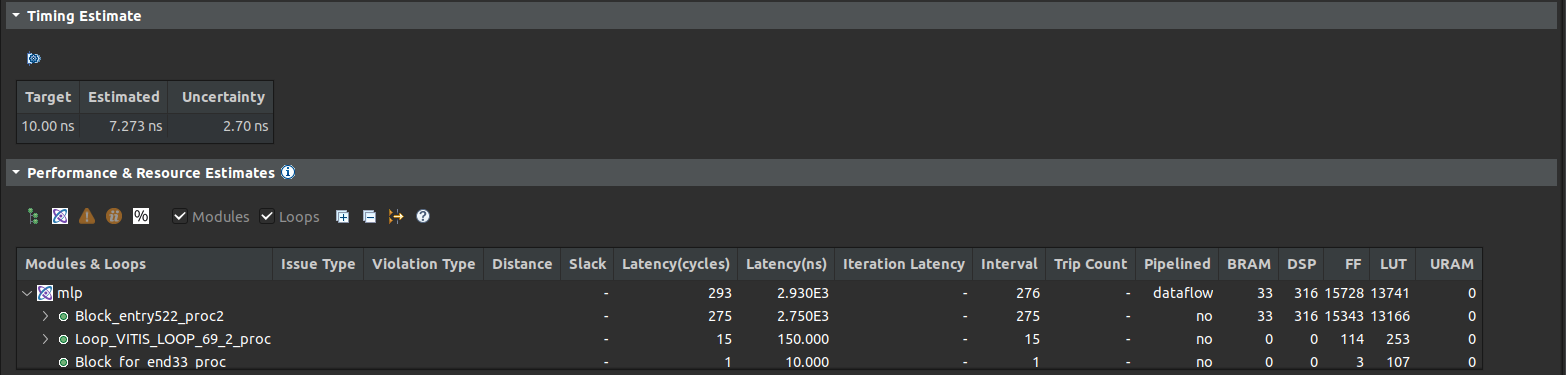 Timing Estimate
Target Estimated Uncertainty
10.00 ns 7.273 ns 2.70 ns
Performance & Resource Estimates
% Modules Loops
Modules & Loops Issue Type Violation Type Distance Slack Latency(cycles) Latency(ns) Iteration Latency Interval Trip Count Pipelined BRAM DSP FF LUT URAM
mlp - 293 2.930E3 - 276 - dataflow 33 316 15728 13741 0
Block_entry522_proc2 - 275 2.750E3 - 275 - no 33 316 15343 13166 0
Loop_VITIS_LOOP_69_2_proc - 15 150.000 - 15 - no 0 0 114 253 0
Block_for_end33_proc - 1 10.000 - 1 - no 0 0 3 107 0